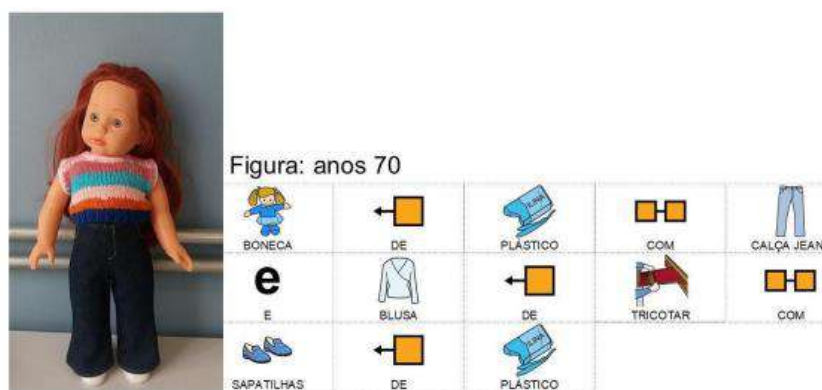 Figura: anos 70
BONECA DE PLÁSTICO COM CALÇA JEAN
e
E BLUSA DE TRICOTAR COM
SAPATILHAS DE PLÁSTICO